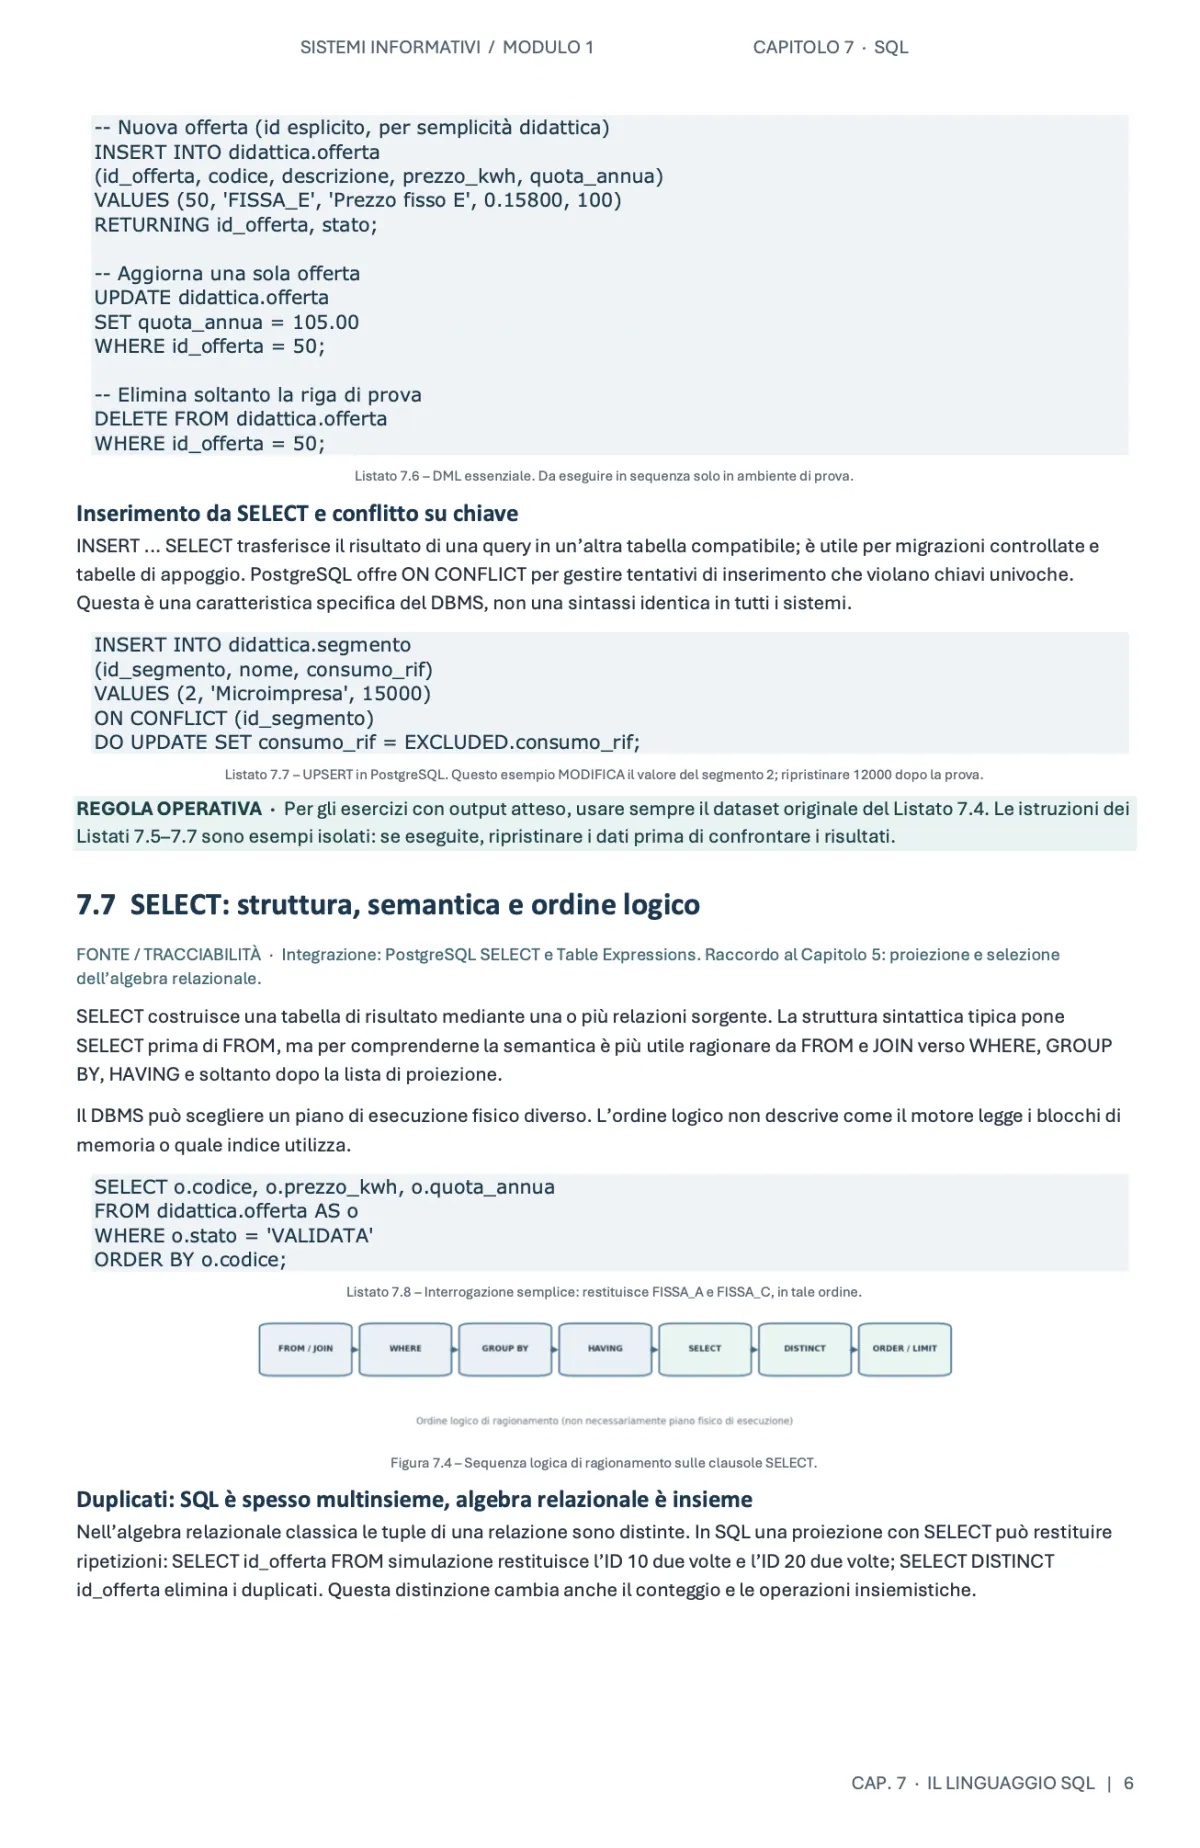 SISTEMI INFORMATIVI / MODULO 1 CAPITOLO 7 · SQL
-- Nuova offerta (id esplicito, per semplicità didattica)
INSERT INTO didattica.offerta
(id_offerta, codice, descrizione, prezzo_kwh, quota_annua)
VALUES (50, 'FISSA_E', 'Prezzo fisso E', 0.15800, 100)
RETURNING id_offerta, stato;
-- Aggiorna una sola offerta
UPDATE didattica.offerta
SET quota_annua = 105.00
WHERE id_offerta = 50;
-- Elimina soltanto la riga di prova
DELETE FROM didattica.offerta
WHERE id_offerta = 50;
Listato 7.6 – DML essenziale. Da eseguire in sequenza solo in ambiente di prova.
Inserimento da SELECT e conflitto su chiave
INSERT … SELECT trasferisce il risultato di una query in un’altra tabella compatibile; è utile per migrazioni controllate e
tabelle di appoggio. PostgreSQL offre ON CONFLICT per gestire tentativi di inserimento che violano chiavi univoche.
Questa è una caratteristica specifica del DBMS, non una sintassi identica in tutti i sistemi.
INSERT INTO didattica.segmento
(id_segmento, nome, consumo_rif)
VALUES (2, 'Microimpresa', 15000)
ON CONFLICT (id_segmento)
DO UPDATE SET consumo_rif = EXCLUDED.consumo_rif;
Listato 7.7 – UPSERT in PostgreSQL. Questo esempio MODIFICA il valore del segmento 2; ripristinare 12000 dopo la prova.
REGOLA OPERATIVA · Per gli esercizi con output atteso, usare sempre il dataset originale del Listato 7.4. Le istruzioni dei
Listati 7.5–7.7 sono esempi isolati: se eseguite, ripristinare i dati prima di confrontare i risultati.
7.7 SELECT: struttura, semantica e ordine logico
FONTE / TRACCIABILITÀ · Integrazione: PostgreSQL SELECT e Table Expressions. Raccordo al Capitolo 5: proiezione e selezione
dell’algebra relazionale.
SELECT costruisce una tabella di risultato mediante una o più relazioni sorgente. La struttura sintattica tipica pone
SELECT prima di FROM, ma per comprenderne la semantica è più utile ragionare da FROM e JOIN verso WHERE, GROUP
BY, HAVING e soltanto dopo la lista di proiezione.
Il DBMS può scegliere un piano di esecuzione fisico diverso. L’ordine logico non descrive come il motore legge i blocchi di
memoria o quale indice utilizza.
SELECT o.codice, o.prezzo_kwh, o.quota_annua
FROM didattica.offerta AS o
WHERE o.stato = 'VALIDATA'
ORDER BY o.codice;
Listato 7.8 – Interrogazione semplice: restituisce FISSA_A e FISSA_C, in tale ordine.
FROM / JOIN WHERE GROUP BY HAVING SELECT DISTINCT ORDER / LIMIT
Ordine logico di ragionamento (non necessariamente piano fisico di esecuzione)
Figura 7.4 – Sequenza logica di ragionamento sulle clausole SELECT.
Duplicati: SQL è spesso multinsieme, algebra relazionale è insieme
Nell’algebra relazionale classica le tuple di una relazione sono distinte. In SQL una proiezione con SELECT può restituire
ripetizioni: SELECT id_offerta FROM simulazione restituisce l’ID 10 due volte e l’ID 20 due volte; SELECT DISTINCT
id_offerta elimina i duplicati. Questa distinzione cambia anche il conteggio e le operazioni insiemistiche.
CAP. 7 · IL LINGUAGGIO SQL | 6